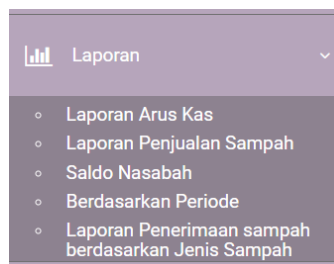 Laporan
Laporan Arus Kas
Laporan Penjualan Sampah
Saldo Nasabah
Berdasarkan Periode
Laporan Penerimaan sampah
berdasarkan Jenis Sampah